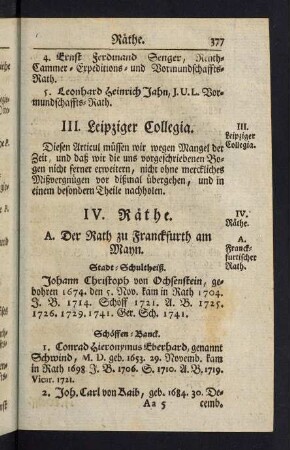 Räthe. 377
4. Ernst Ferdinand Senger, Renth-
Cammer-Expeditions- und Vormundschaffts-
Rath.
5. Leonhard Heinrich Jahn, J.U.L. Vor-
mundschaffts-Rath.
III. Leipziger Collegia.
III.
Leipziger
Collegia.
Diesen Articul müssen wir wegen Mangel der
Zeit, und daß wir die uns vorgeschriebenen Bo-
gen nicht ferner erweitern, nicht ohne merckliches
Mißvergnügen vor dißmal übergehen, und in
einem besondern Theile nachholen.
IV. Räthe.
IV.
Räthe.
A. Der Rath zu Franckfurth am
Mayn.
A.
Franck-
furtischer
Rath.
Stadt-Schultheiß.
Johann Christoph von Ochsenstein, ge-
bohren 1674. den 5. Nov. kam in Rath 1704.
J. B. 1714. Schöff 1721. A. B. 1725.
1726. 1729. 1741. Ger. Sch. 1741.
Schöffen-Banck.
1. Conrad Hieronymus Eberhard, genannt
Schwind, M. D. geb. 1653. 29. Novemb. kam
in Rath 1698 J. B. 1706. S. 1710. A. B. 1719.
Vicar. 1721.
2. Joh. Carl von Kaib, geb. 1684. 30. De-
Aa 5 cemb.